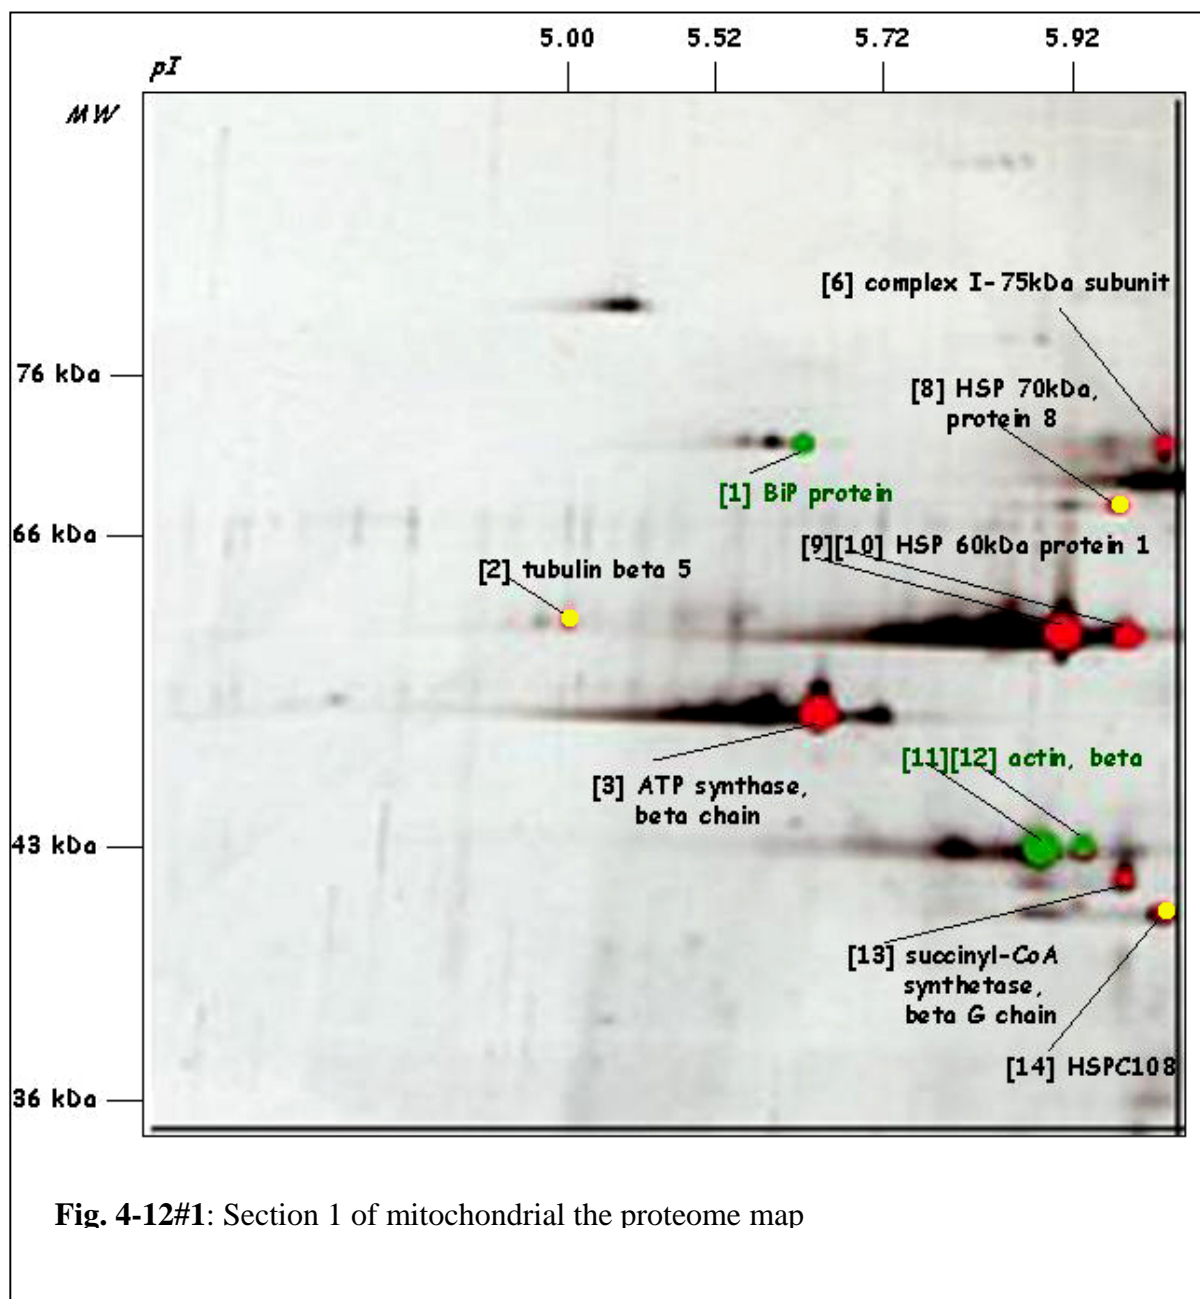 5.00 5.52 5.72 5.92
pI
MW
[6] complex I-75kDa subunit
76 kDa
[8] HSP 70kDa,
protein 8
[1] BiP protein
66 kDa
[9][10] HSP 60kDa protein 1
[2] tubulin beta 5
[11][12] actin, beta
[3] ATP synthase,
beta chain
43 kDa
[13] succinyl-CoA
synthetase,
beta G chain
[14] HSPC108
36 kDa
Fig. 4-12#1: Section 1 of mitochondrial the proteome map